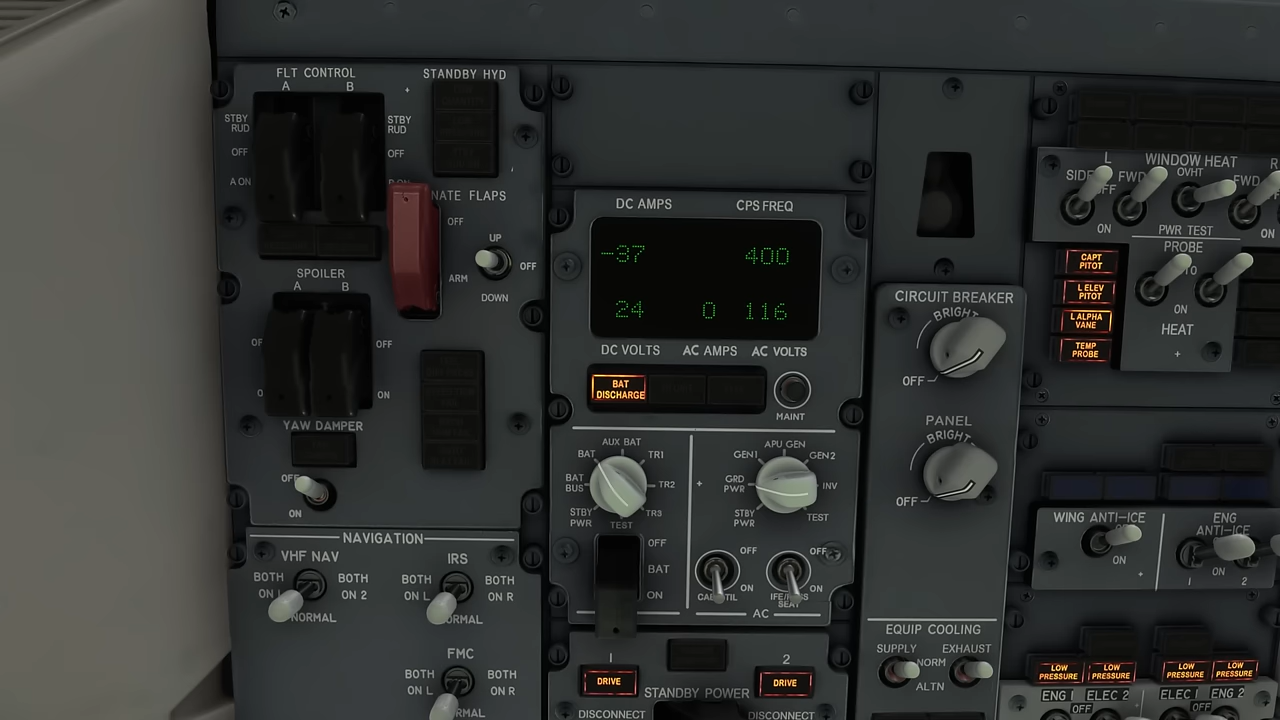 FLT CONTROL
A B
STBY RUD
OFF
A ON
STBY RUD
OFF
B ON
STANDBY HYD
NATE FLAPS
OFF
ARM
UP
OFF
DOWN
SPOILER
A B
OFF
OFF
ON
YAW DAMPER
OFF
ON
NAVIGATION
VHF NAV
BOTH ON L
BOTH ON 2
NORMAL
IRS
BOTH ON L
BOTH ON R
NORMAL
FMC
BOTH ON L
BOTH ON R
NORMAL
DC AMPS
CPS FREQ
-37 400
24 0 116
DC VOLTS
AC AMPS
AC VOLTS
BAT DISCHARGE
MAINT
AUX BAT
BAT
TR1
BAT BUS
TR2
STBY PWR
TR3
TEST
APU GEN
GEN1
GEN2
GRD PWR
INV
STBY PWR
TEST
OFF
BAT
ON
OFF
ON
OFF
ON
AC
1
2
DRIVE
DRIVE
STANDBY POWER
DISCONNECT
DISCONNECT
CIRCUIT BREAKER
BRIGHT
OFF
PANEL
BRIGHT
OFF
EQUIP COOLING
SUPPLY
EXHAUST
NORM
ALTN
L WINDOW HEAT R
SIDE
OFF
FWD
OVHT
FWD
ON
PWR TEST
ON
PROBE
ON
HEAT
CAPT PITOT
L ELEV PITOT
L ALPHA VANE
TEMP PROBE
WING ANTI-ICE
ON
ENG ANTI-ICE
1 ON 2
LOW PRESSURE
LOW PRESSURE
LOW PRESSURE
LOW PRESSURE
ENG 1 ELEC 2
OFF
ELEC 1 ENG 2
OFF